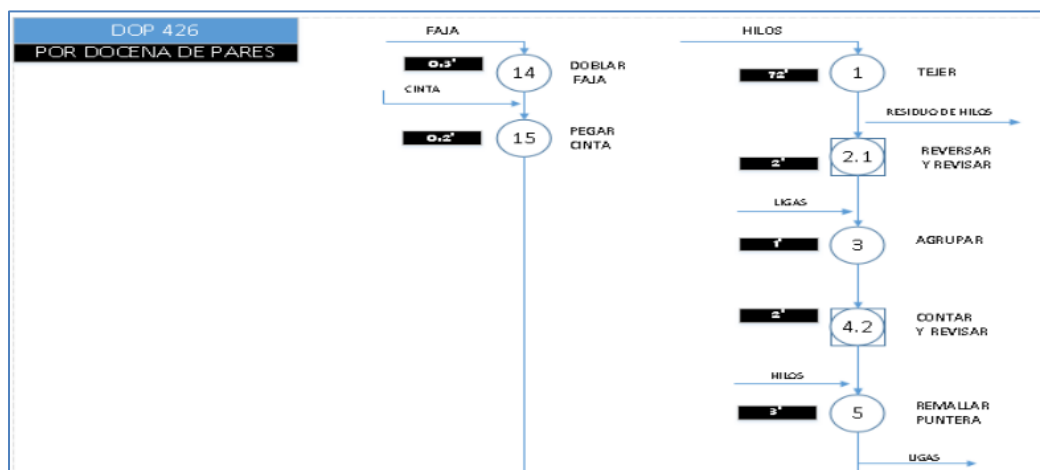 DOP 426
POR DOCENA DE PARES
FAJA
0.3'
14
DOBLAR
FAJA
CINTA
0.2'
15
PEGAR
CINTA
HILOS
72'
1
TEJER
RESIDUO DE HILOS
2'
2.1
REVERSAR
Y REVISAR
LIGAS
1'
3
AGRUPAR
2'
4.2
CONTAR
Y REVISAR
HILOS
3'
5
REMALLAR
PUNTERA
LIGAS